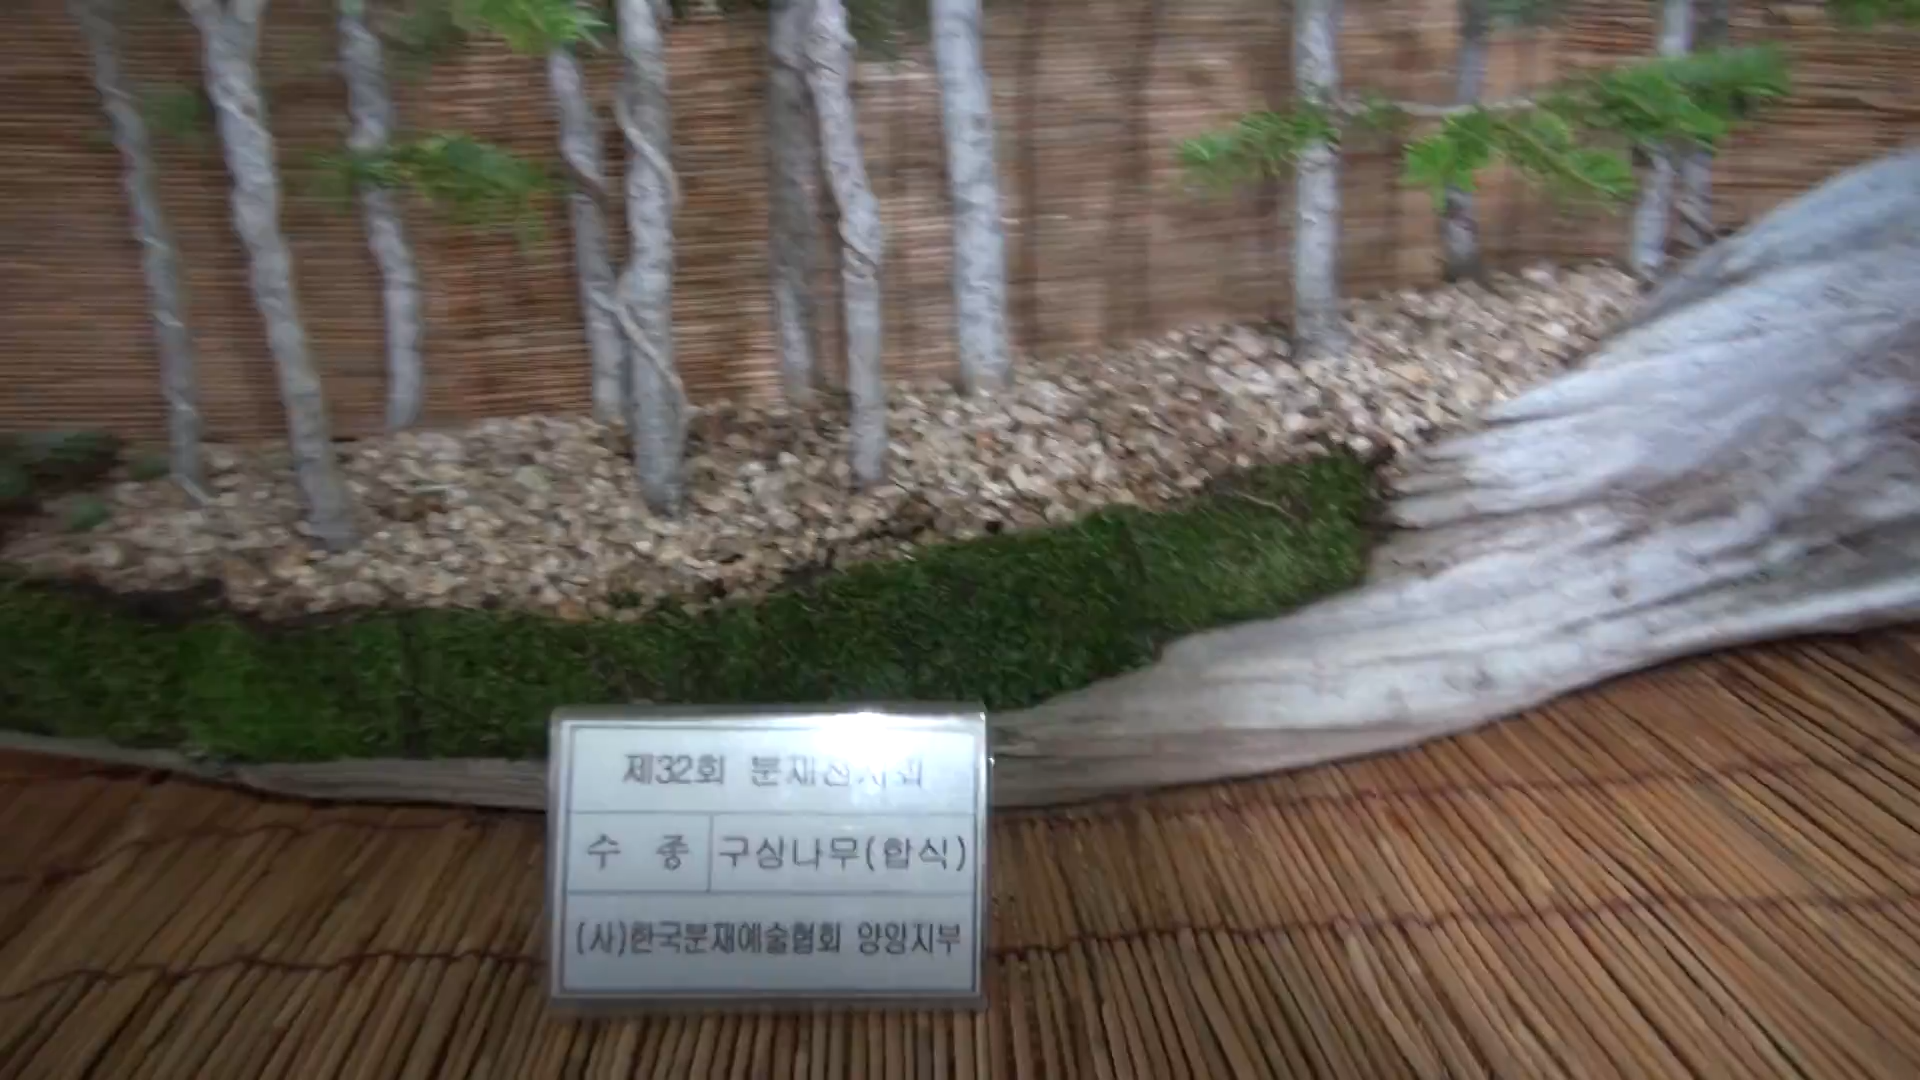 제32회 분재전시회
수 종 구상나무(합식)
(사)한국분재예술협회 양양지부